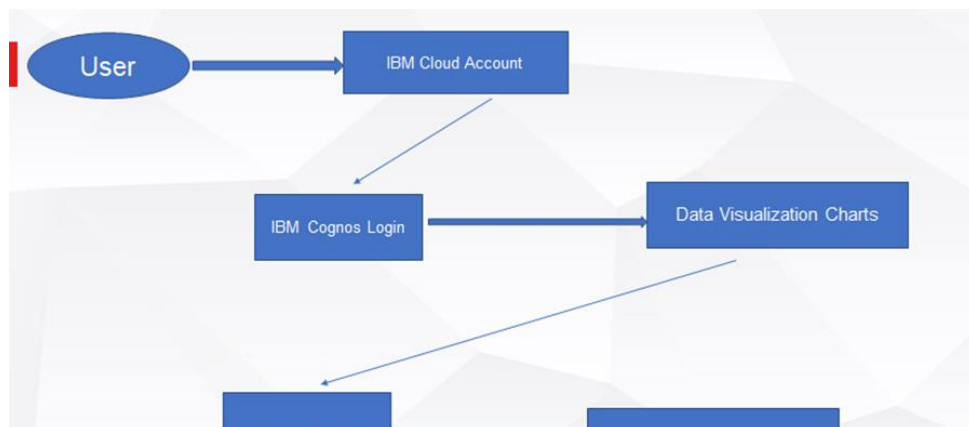 User
IBM Cloud Account
IBM Cognos Login
Data Visualization Charts